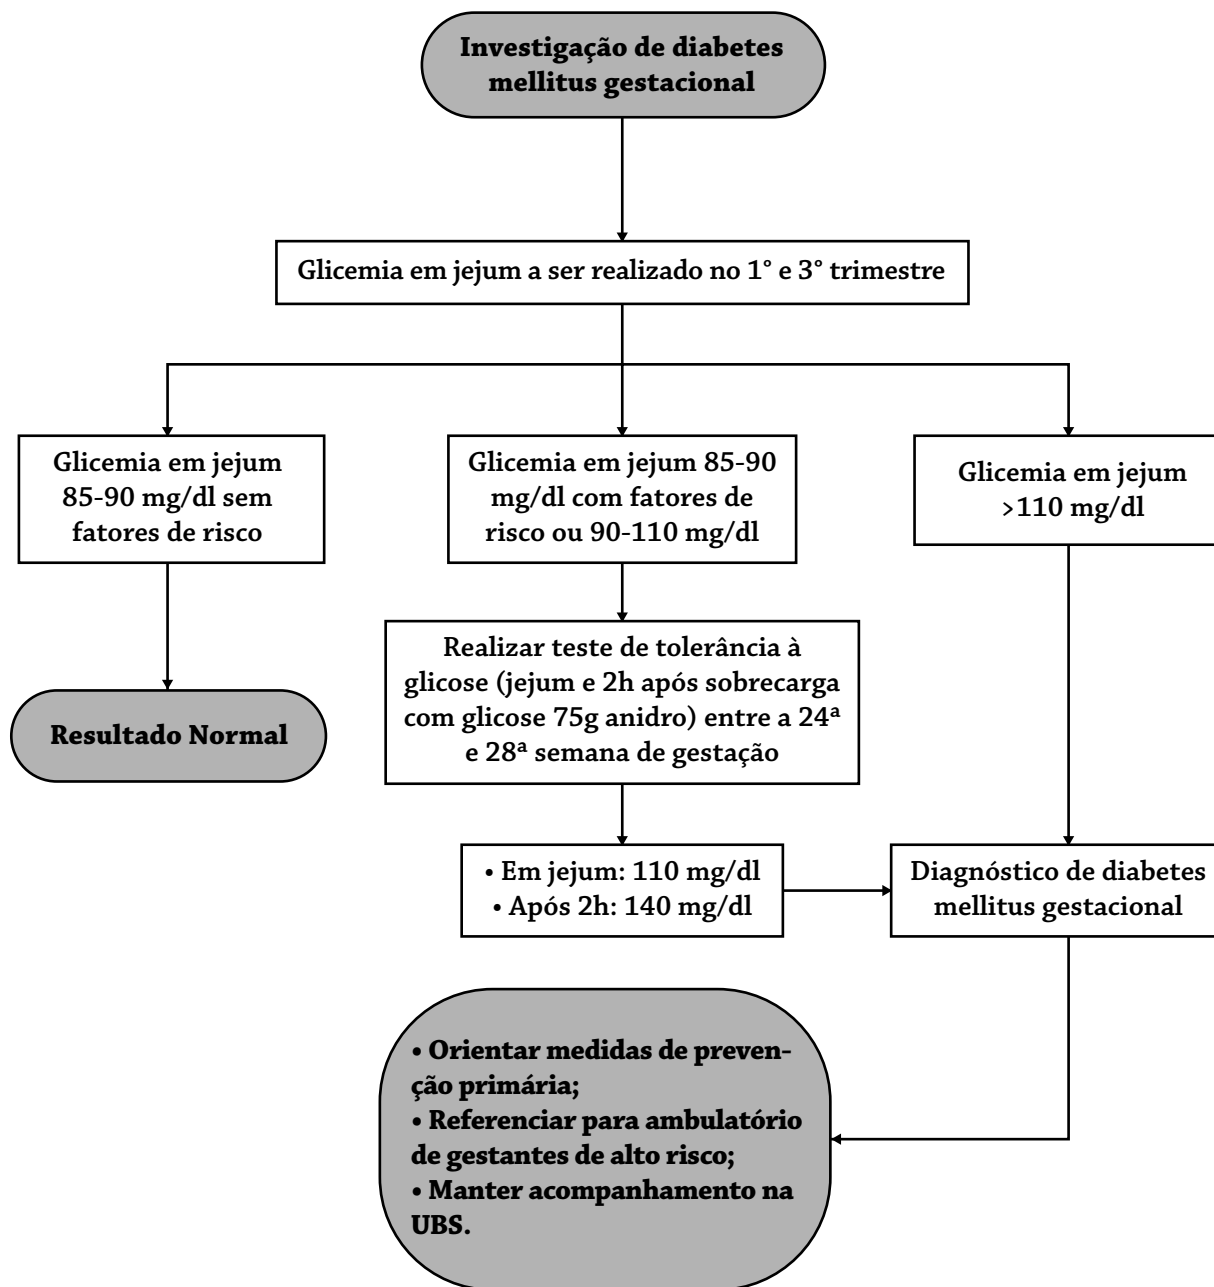 Investigação de diabetes
mellitus gestacional
Glicemia em jejum a ser realizado no 1° e 3° trimestre
Glicemia em jejum
85-90 mg/dl sem
fatores de risco
Glicemia em jejum 85-90
mg/dl com fatores de
risco ou 90-110 mg/dl
Glicemia em jejum
>110 mg/dl
Realizar teste de tolerância à
glicose (jejum e 2h após sobrecarga
com glicose 75g anidro) entre a 24ª
e 28ª semana de gestação
Resultado Normal
• Em jejum: 110 mg/dl
• Após 2h: 140 mg/dl
Diagnóstico de diabetes
mellitus gestacional
• Orientar medidas de preven-
ção primária;
• Referenciar para ambulatório
de gestantes de alto risco;
• Manter acompanhamento na
UBS.